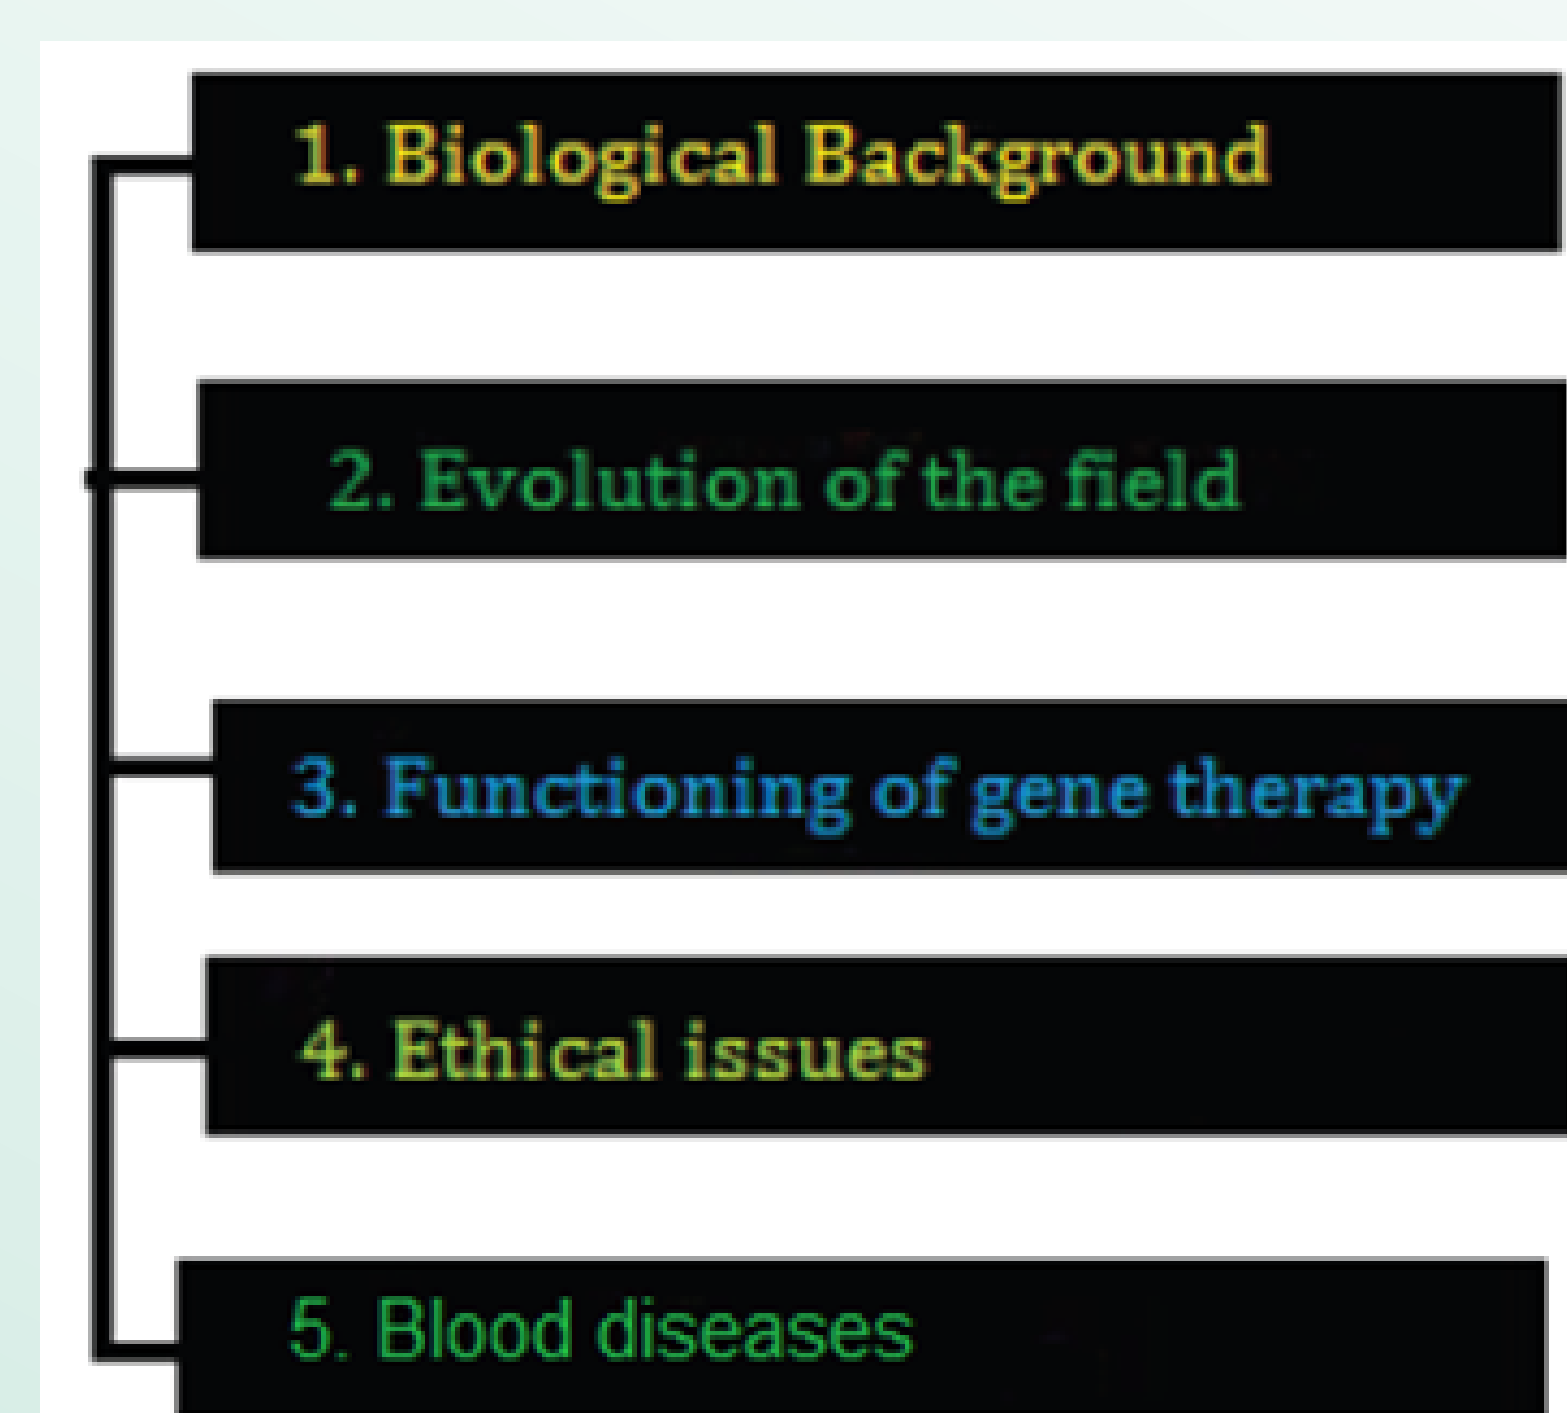 1. Biological Background
2. Evolution of the field
3. Functioning of gene therapy
4. Ethical issues
5. Blood diseases